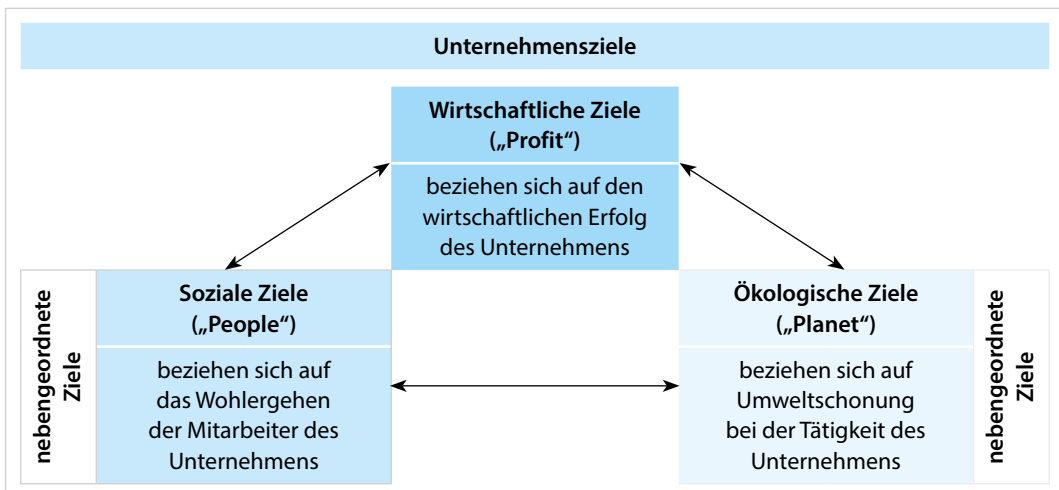 Unternehmensziele
Wirtschaftliche Ziele
(„Profit“)
beziehen sich auf den
wirtschaftlichen Erfolg
des Unternehmens
nebengeordnete
Ziele
Soziale Ziele
(„People“)
beziehen sich auf
das Wohlergehen
der Mitarbeiter des
Unternehmens
Ökologische Ziele
(„Planet“)
beziehen sich auf
Umweltschonung
bei der Tätigkeit des
Unternehmens
nebengeordnete
Ziele